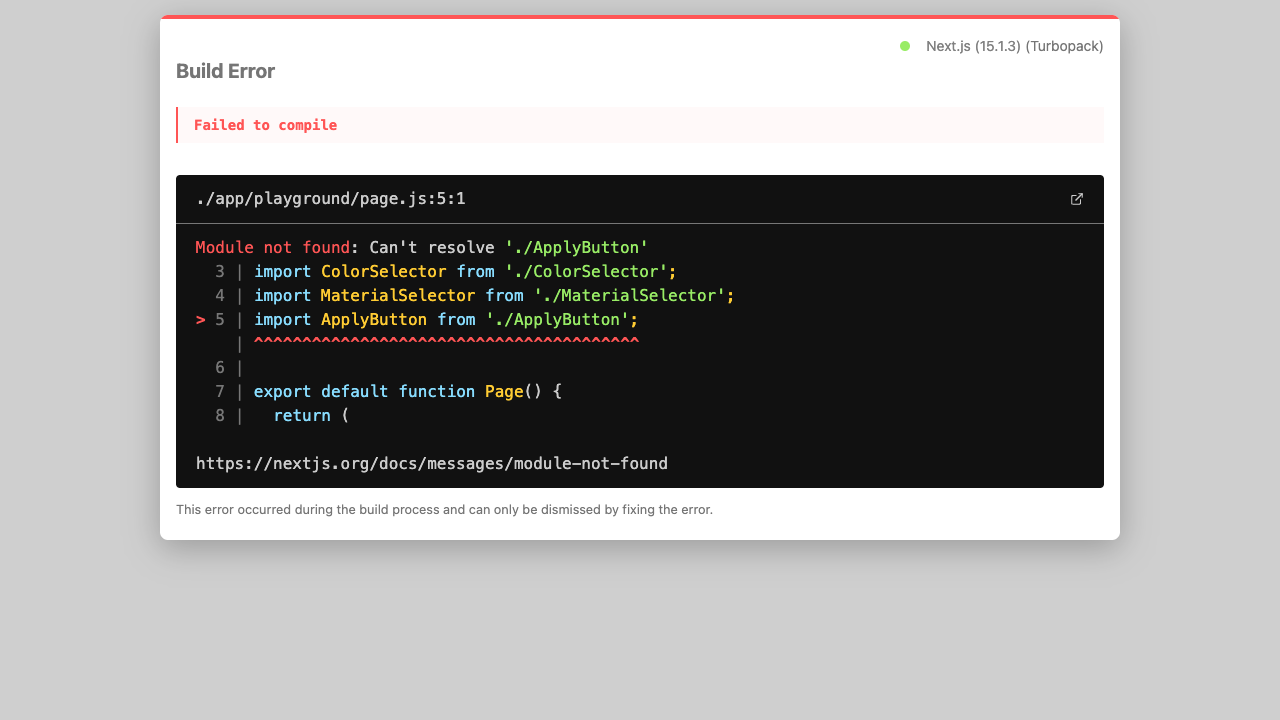 Next.js (15.1.3) (Turbopack)
Build Error
Failed to compile
./app/playground/page.js:5:1
Module not found: Can't resolve './ApplyButton'
  3 | import ColorSelector from './ColorSelector';
  4 | import MaterialSelector from './MaterialSelector';
> 5 | import ApplyButton from './ApplyButton';
    | ^^^^^^^^^^^^^^^^^^^^^^^^^^^^^^^^^^^^^^^^
  6 |
  7 | export default function Page() {
  8 |   return (
https://nextjs.org/docs/messages/module-not-found
This error occurred during the build process and can only be dismissed by fixing the error.